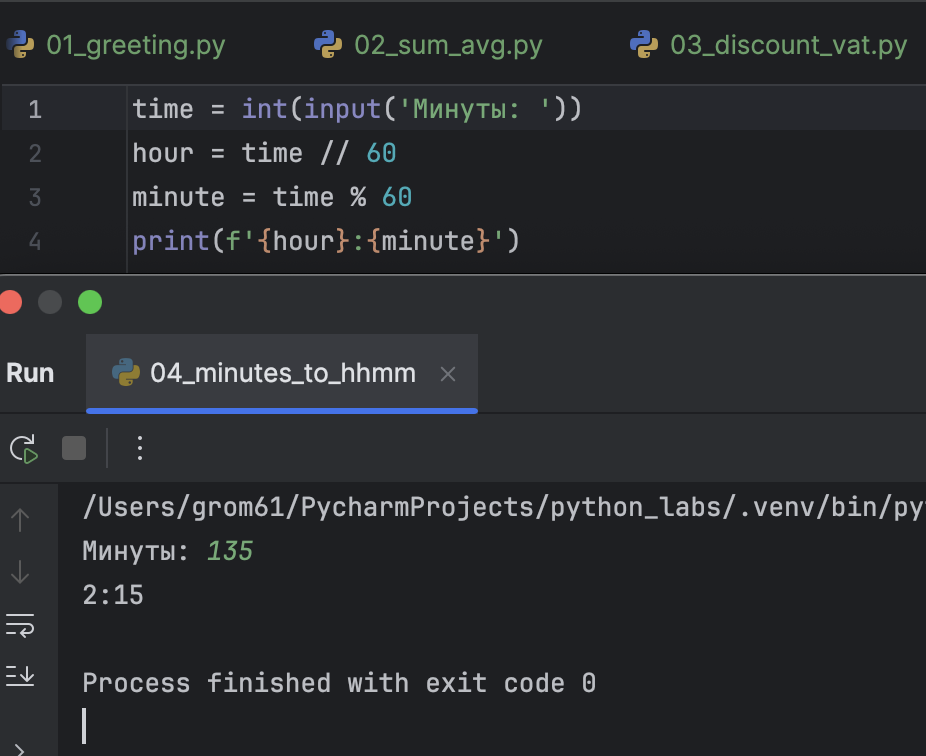 01_greeting.py 02_sum_avg.py 03_discount_vat.py
1 time = int(input('Минуты: '))
2 hour = time // 60
3 minute = time % 60
4 print(f'{hour}:{minute}')
Run 04_minutes_to_hhmm
/Users/grom61/PycharmProjects/python_labs/.venv/bin/py
Минуты: 135
2:15
Process finished with exit code 0